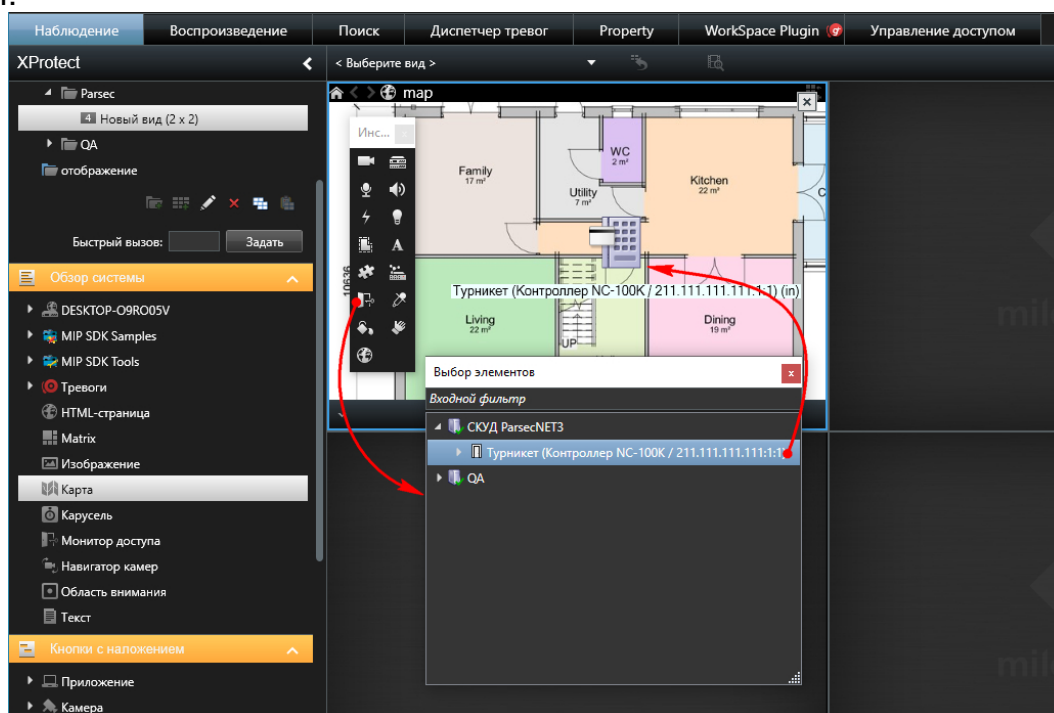 Наблюдение Воспроизведение Поиск Диспетчер тревог Property WorkSpace Plugin Управление доступом
XProtect
< Выберите вид >
Parsec
4 Новый вид (2 x 2)
QA
отображение
Быстрый вызов: Задать
Обзор системы
DESKTOP-O9RO05V
MIP SDK Samples
MIP SDK Tools
Тревоги
HTML-страница
Matrix
Изображение
Карта
Карусель
Монитор доступа
Навигатор камер
Область внимания
Текст
Кнопки с наложением
Приложение
Камера
map
Инс...
A
Family
17 m²
WC
2 m²
Utility
7 m²
Kitchen
22 m²
C
10636
Турникет (Контроллер NC-100K / 211.111.111.111:1:1) (in)
Living
22 m²
UP
Dining
19 m²
Выбор элементов
x
Входной фильтр
СКУД ParsecNET3
Турникет (Контроллер NC-100K / 211.111.111.111:1:1)
QA
mil
mil